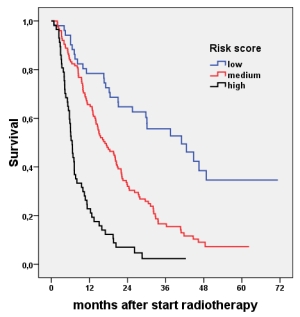 1,0
0,8
0,6
0,4
0,2
0,0
Survival
Risk score
low
medium
high
0 12 24 36 48 60 72
months after start radiotherapy